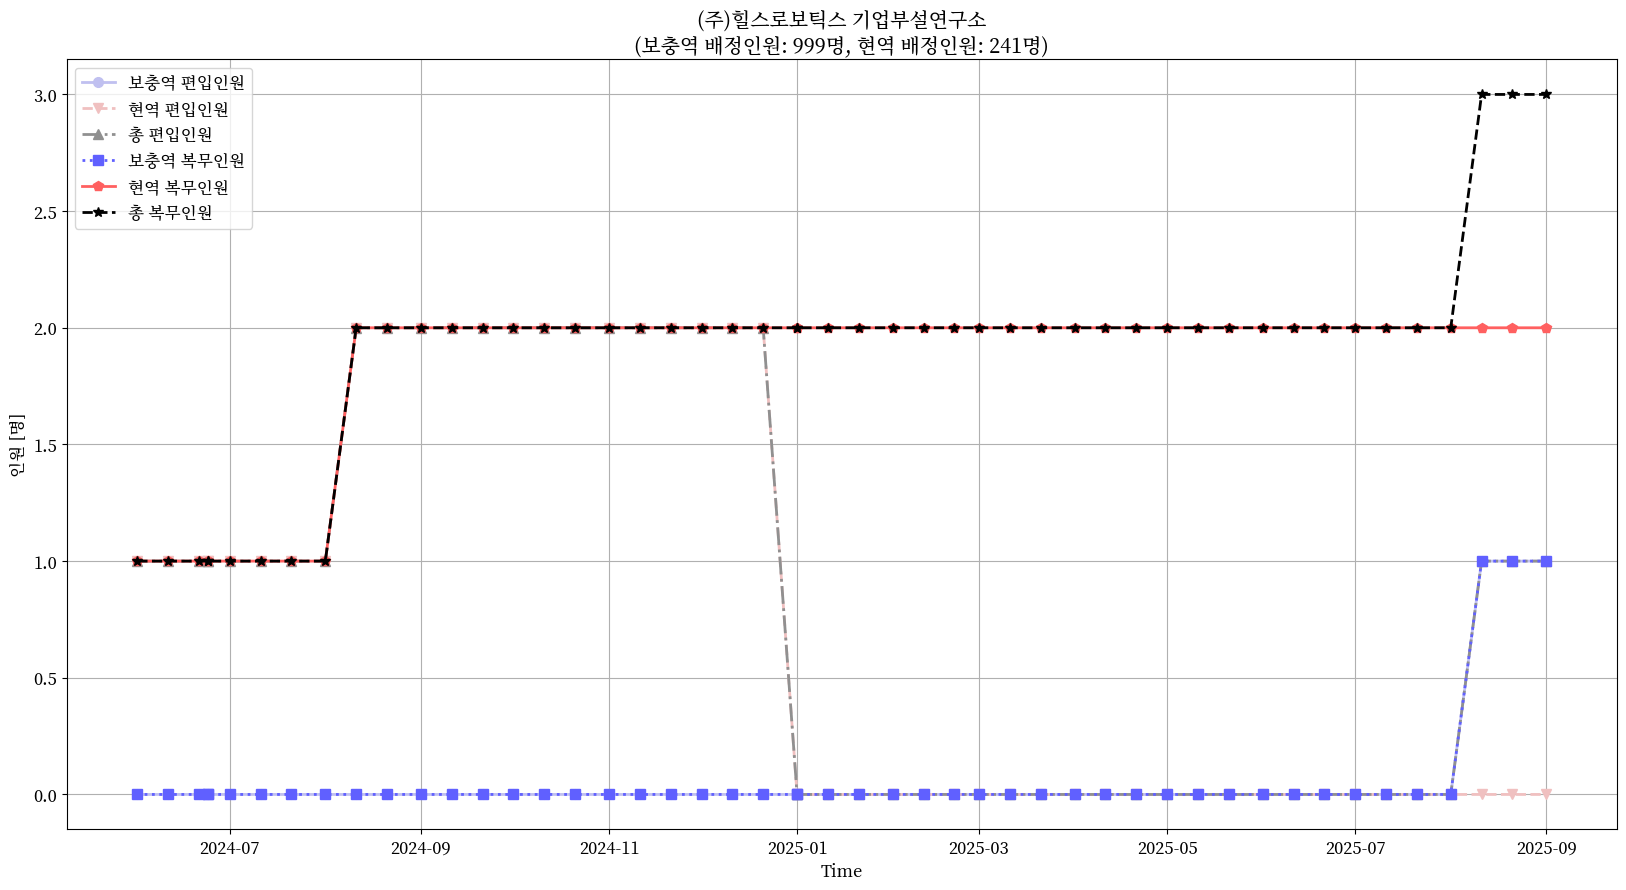 (주)힐스로보틱스 기업부설연구소
(보충역 배정인원: 999명, 현역 배정인원: 241명)
보충역 편입인원
현역 편입인원
총 편입인원
보충역 복무인원
현역 복무인원
총 복무인원
3.0
2.5
2.0
1.5
1.0
0.5
0.0
인원 [명]
2024-07 2024-09 2024-11 2025-01 2025-03 2025-05 2025-07 2025-09
Time